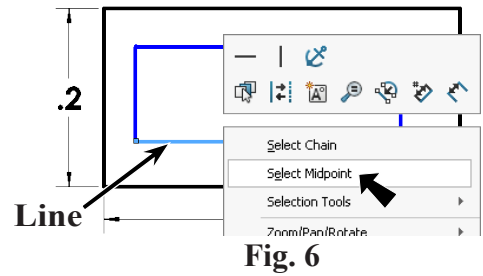 .2
Select Chain
Select Midpoint
Selection Tools
Zoom/Pan/Rotate
Line
Fig. 6